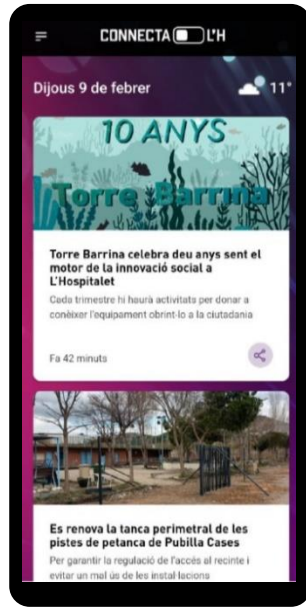 CONNECTA L'H
Dijous 9 de febrer
11°
10 ANYS
Torre Barrina
Torre Barrina celebra deu anys sent el
motor de la innovació social a
L'Hospitalet
Cada trimestre hi haurà activitats per donar a
conèixer l'equipament obrint-lo a la ciutadania
Fa 42 minuts
Es renova la tanca perimetral de les
pistes de petanca de Pubilla Cases
Per garantir la regulació de l'accés al recinte i
evitar un mal ús de les instal·lacions